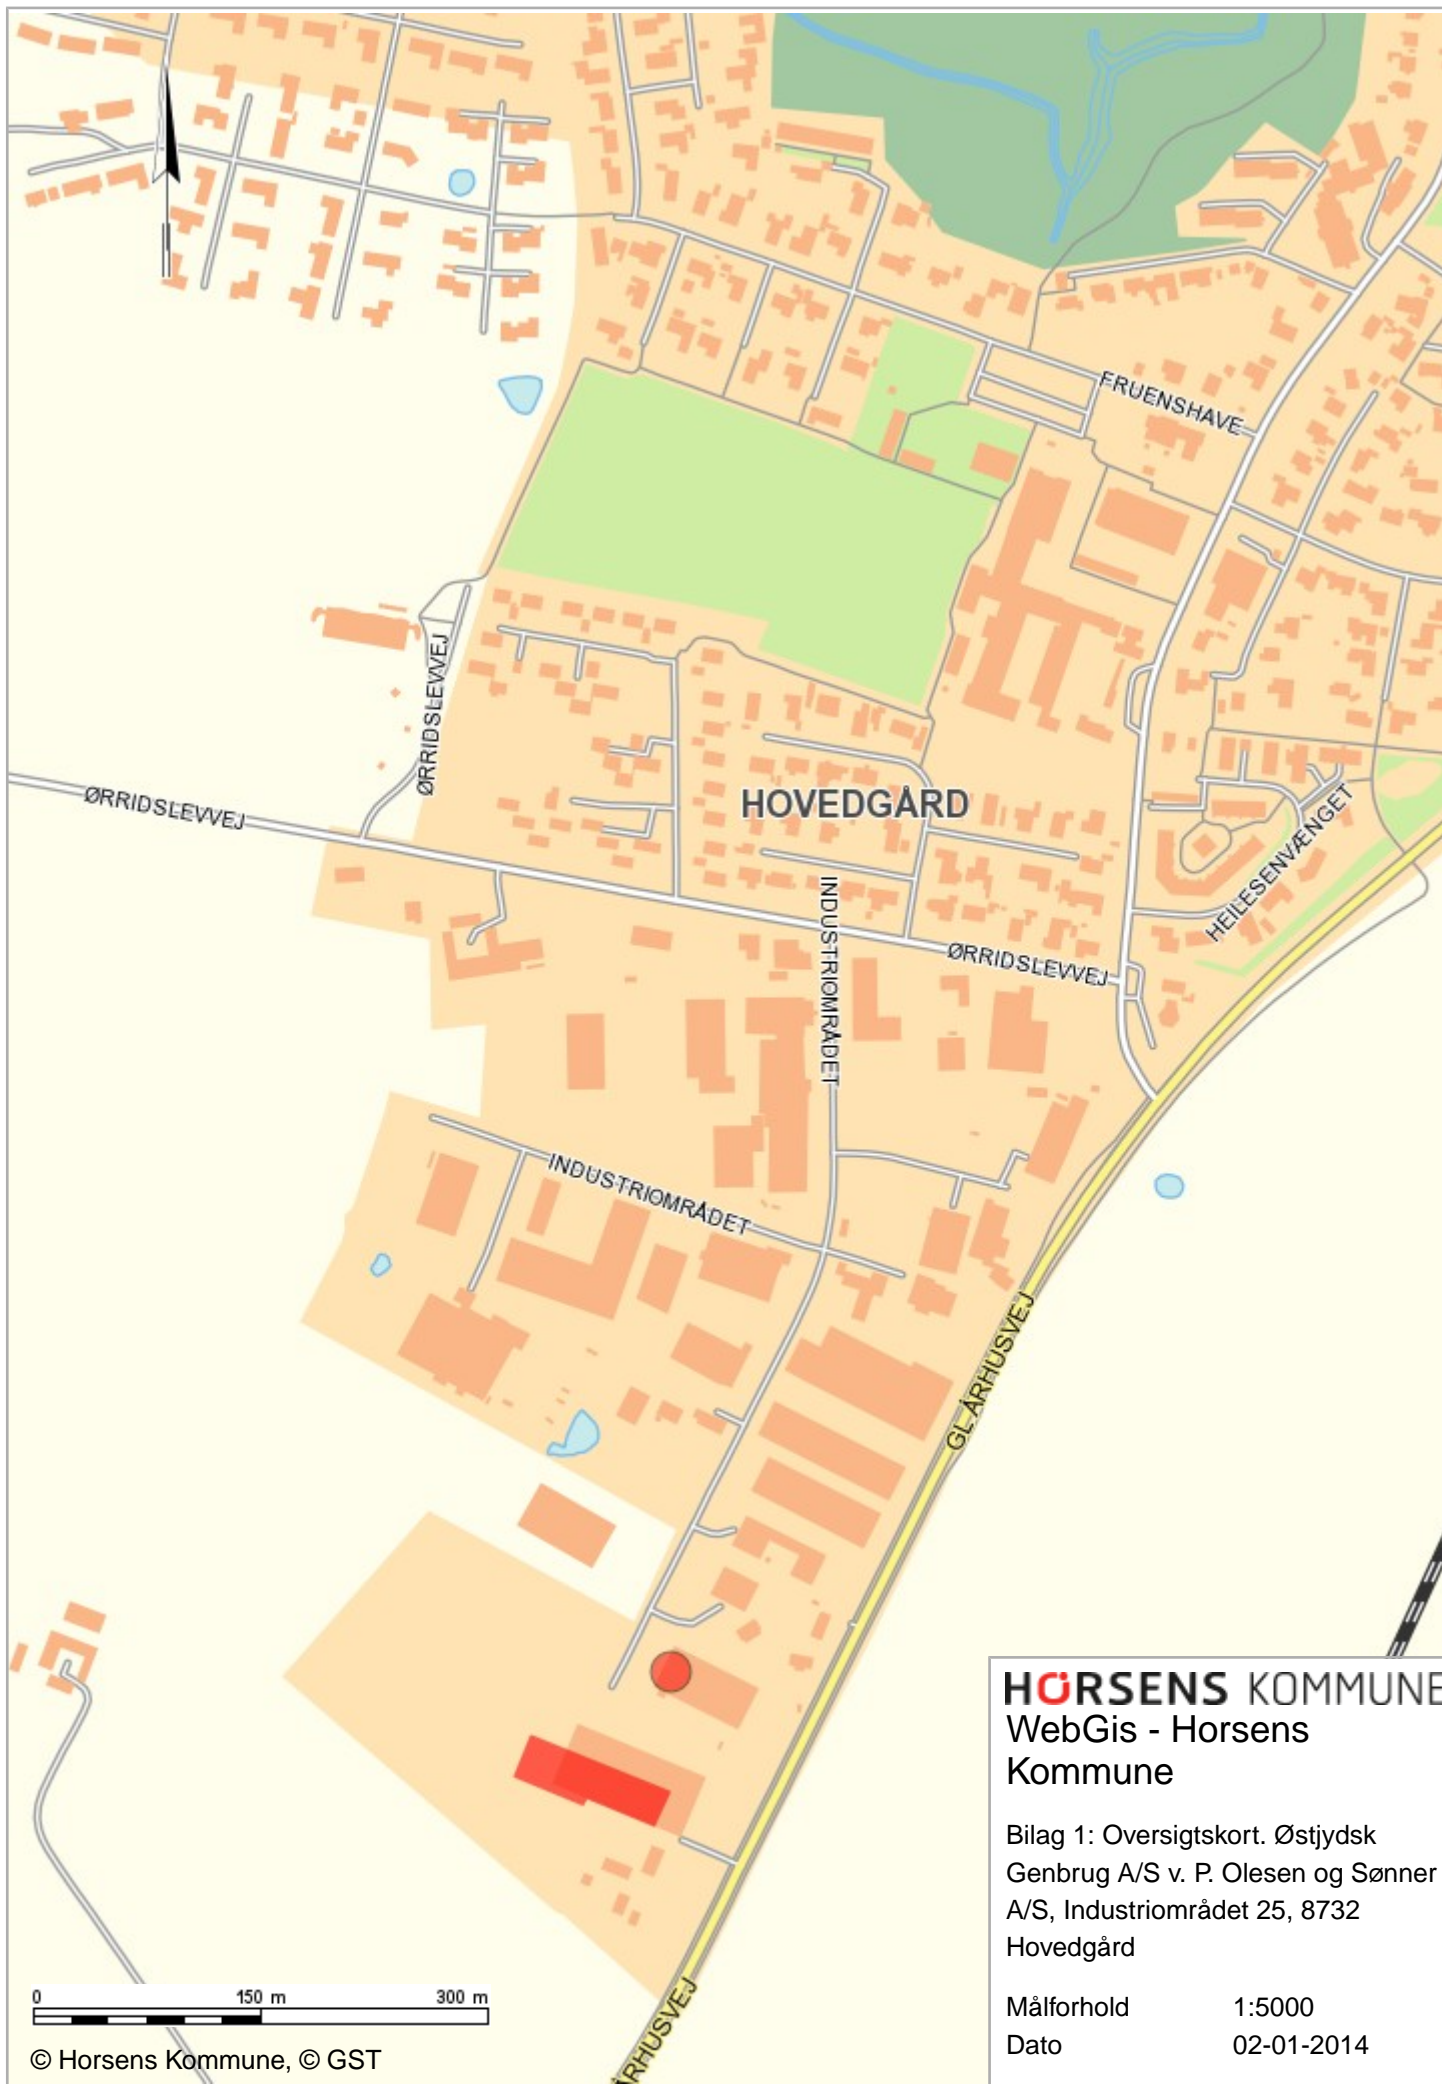 FRUENSHAVE
ØRRIDSLEVVEJ
ØRRIDSLEVVEJ
HOVEDGÅRD
HEILESENVÆNGET
INDUSTRIOMRÅDET
ØRRIDSLEVVEJ
INDUSTRIOMRÅDET
GL ÅRHUSVEJ
HORSENS KOMMUNE
WebGis - Horsens
Kommune
Bilag 1: Oversigtskort. Østjydsk
Genbrug A/S v. P. Olesen og Sønner
A/S, Industriområdet 25, 8732
Hovedgård
Målforhold 1:5000
Dato 02-01-2014
0 150 m 300 m
ÅRHUSVEJ
© Horsens Kommune, © GST